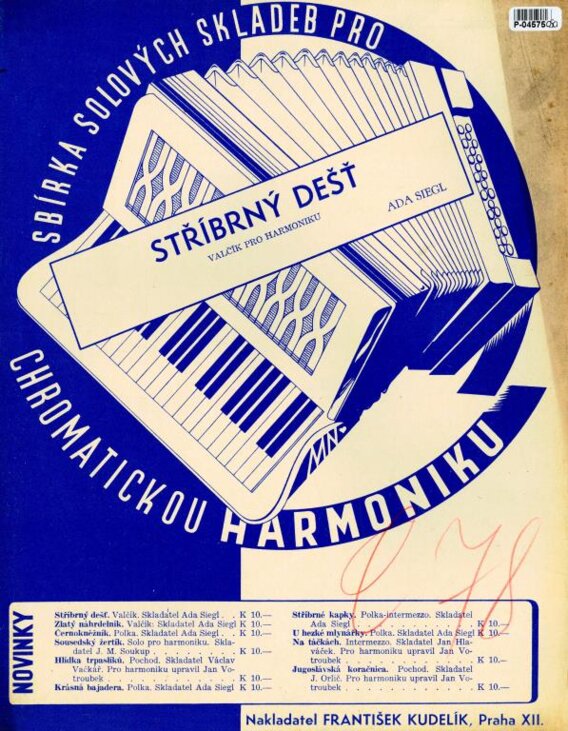 P-04575
SBÍRKA SOLOVÝCH SKLADEB PRO
STŘÍBRNÝ DEŠŤ
VALČÍK PRO HARMONIKU
ADA SIEGL
CHROMATICKOU HARMONIKU
NOVINKY
Stříbrný dešť. Valčík. Skladatel Ada Siegl . . K 10.—
Zlatý náhrdelník. Valčík. Skladatel Ada Siegl K 10.—
Černokněžník. Polka. Skladatel Ada Siegl . K 10.—
Sousedský žertík. Solo pro harmoniku. Skla-
datel J. M. Soukup . . . . . . . K 10.—
Hlídka trpaslíků. Pochod. Skladatel Václav
Vačkář. Pro harmoniku upravil Jan Vo-
troubek . . . . . . . . . . K 10.—
Krásná bajadera. Polka. Skladatel Ada Siegl . K 10.—
Stříbrné kapky. Polka-intermezzo. Skladatel
Ada Siegl . . . . . . . . . . K 10.—
U hezké mlynářky. Polka. Skladatel Ada Siegl K 10.—
Na táčkách. Intermezzo. Skladatel Jan Hla-
váček. Pro harmoniku upravil Jan Vo-
troubek . . . . . . . . . . K 10.—
Jugoslávská koračnica. Pochod. Skladatel
J. Orlič. Pro harmoniku upravil Jan Vo-
troubek . . . . . . . . . . K 10.—
Nakladatel FRANTIŠEK KUDELÍK, Praha XII.